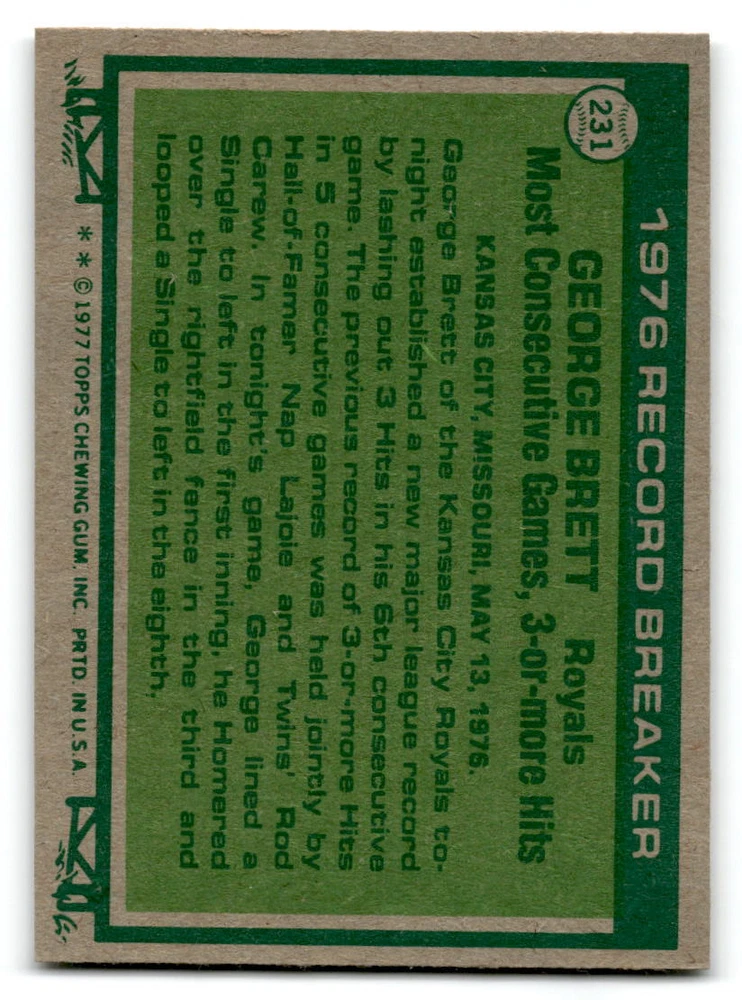 1976 RECORD BREAKER
231
GEORGE BRETT Royals
Most Consecutive Games, 3-or-more Hits
KANSAS CITY, MISSOURI, MAY 13, 1976.
George Brett of the Kansas City Royals to-
night established a new major league record
by lashing out 3 Hits in his 6th consecutive
game. The previous record of 3-or-more Hits
in 5 consecutive games was held jointly by
Hall-of-Famer Nap Lajoie and Twins' Rod
Carew. In tonight's game, George lined a
Single to left in the first inning, he Homered
over the rightfield fence in the third and
looped a Single to left in the eighth.
** © 1977 TOPPS CHEWING GUM, INC. PRTD. IN U.S.A.